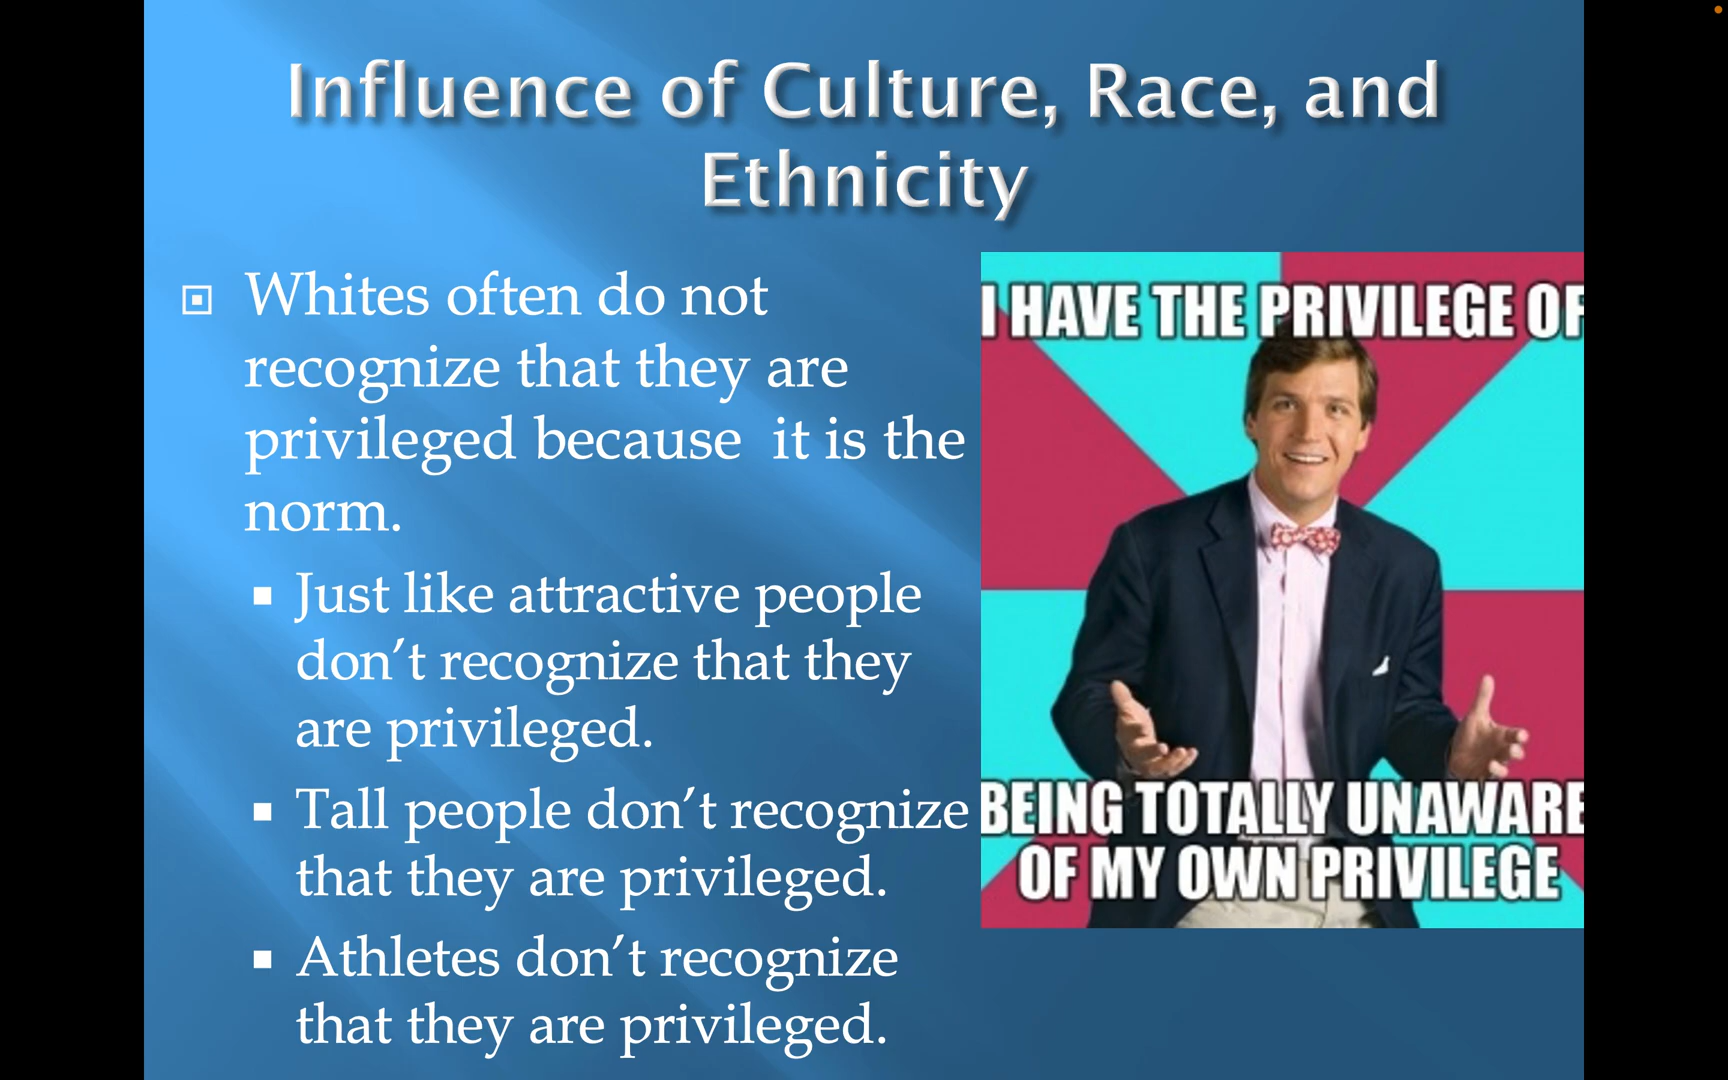 Influence of Culture, Race, and
Ethnicity
Whites often do not
recognize that they are
privileged because  it is the
norm.
Just like attractive people
don’t recognize that they
are privileged.
Tall people don’t recognize
that they are privileged.
Athletes don’t recognize
that they are privileged.
I HAVE THE PRIVILEGE OF
BEING TOTALLY UNAWARE
OF MY OWN PRIVILEGE